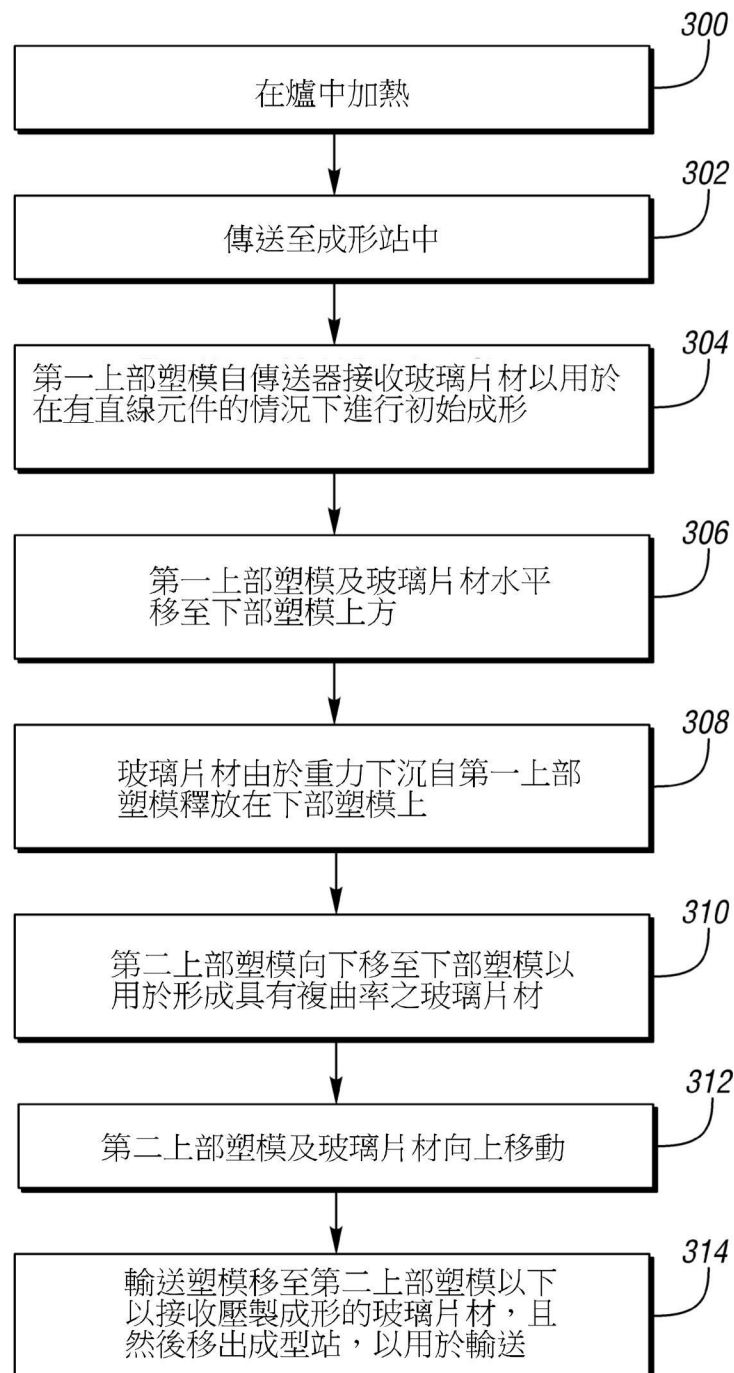 300
在爐中加熱
302
傳送至成形站中
304
第一上部塑模自傳送器接收玻璃片材以用於
在有直線元件的情況下進行初始成形
306
第一上部塑模及玻璃片材水平
移至下部塑模上方
308
玻璃片材由於重力下沉自第一上部
塑模釋放在下部塑模上
310
第二上部塑模向下移至下部塑模以
用於形成具有複曲率之玻璃片材
312
第二上部塑模及玻璃片材向上移動
314
輸送塑模移至第二上部塑模以下
以接收壓製成形的玻璃片材，且
然後移出成型站，以用於輸送